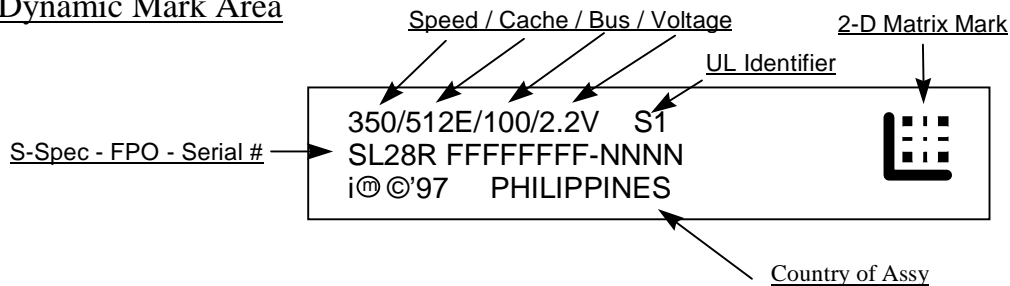 Dynamic Mark Area
Speed / Cache / Bus / Voltage
2-D Matrix Mark
UL Identifier
350/512E/100/2.2V S1
S-Spec - FPO - Serial #
SL28R FFFFFFFF-NNNN
iⓜ©'97 PHILIPPINES
Country of Assy